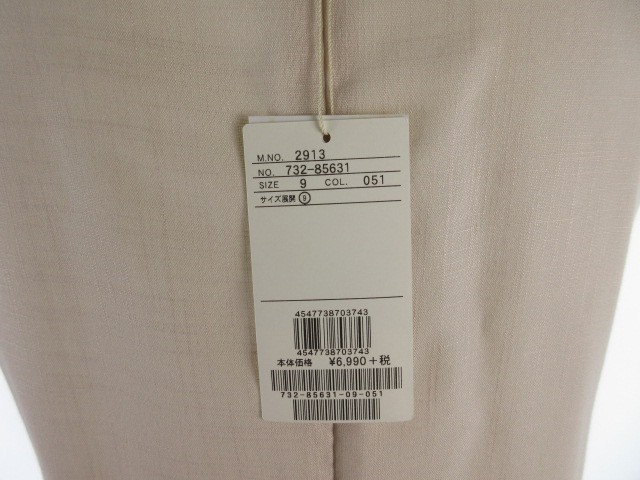 M.NO. 2913
NO. 732-85631
SIZE 9 COL. 051
サイズ展開 ⑨
4547738703743
4547738703743
本体価格 ¥6,990+税
732-85631-09-051